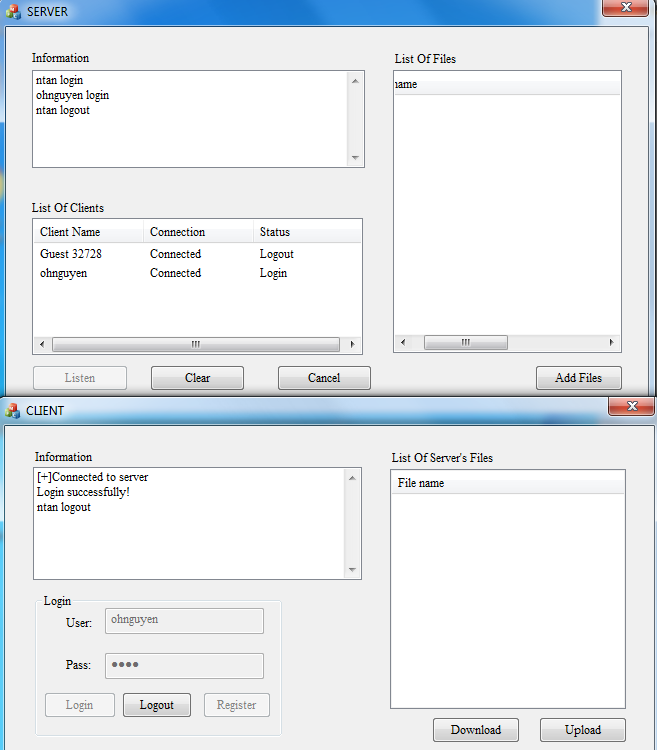 SERVER
Information
ntan login
ohnguyen login
ntan logout
List Of Files
name
List Of Clients
Client Name Connection Status
Guest 32728 Connected Logout
ohnguyen Connected Login
Listen Clear Cancel Add Files
CLIENT
Information
[+]Connected to server
Login successfully!
ntan logout
List Of Server's Files
File name
Login
User: ohnguyen
Pass: ●●●●
Login Logout Register
Download Upload